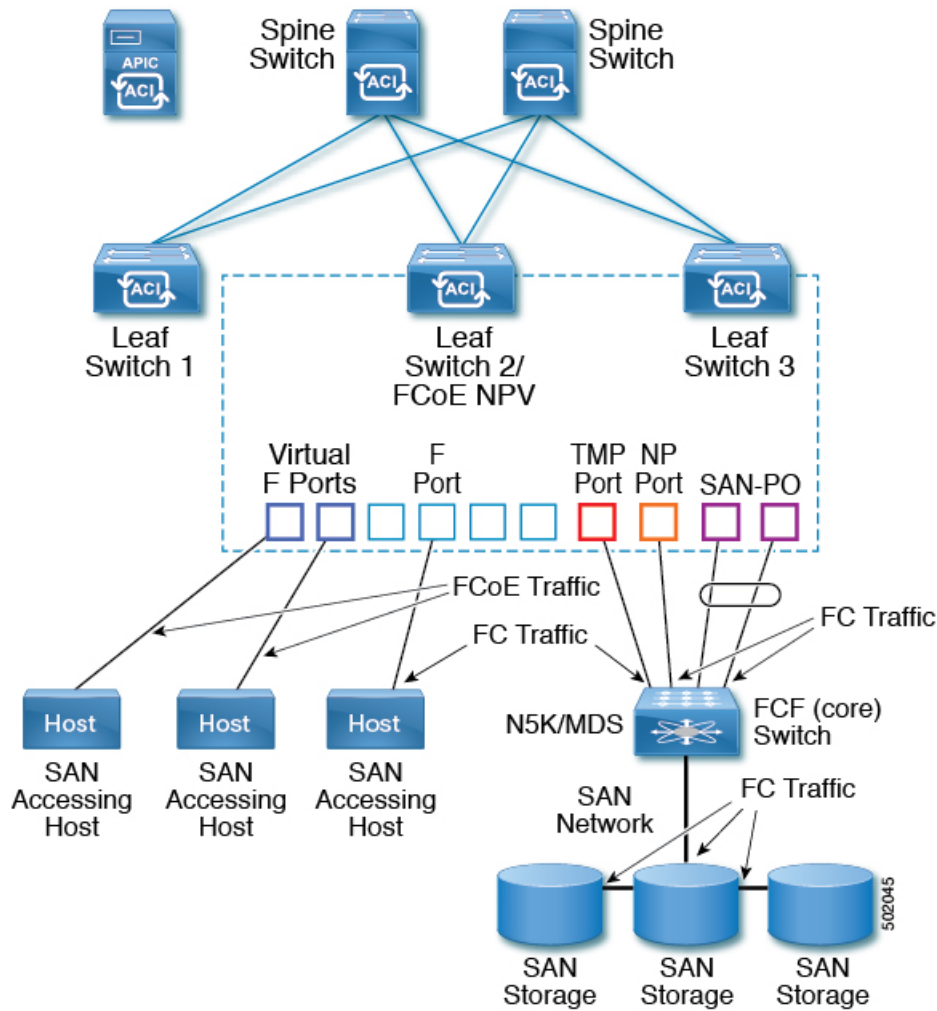 APIC
ACI
Spine
Switch
ACI
ACI
Spine
Switch
ACI
ACI
ACI
Leaf
Switch 1
Leaf
Switch 2/
FCoE NPV
Leaf
Switch 3
Virtual
F Ports
F
Port
TMP
Port
NP
Port
SAN-PO
FCoE Traffic
FC Traffic
FC Traffic
Host
Host
Host
N5K/MDS
FCF (core)
Switch
SAN
Accessing
Host
SAN
Accessing
Host
SAN
Accessing
Host
SAN
Network
FC Traffic
502045
SAN
Storage
SAN
Storage
SAN
Storage